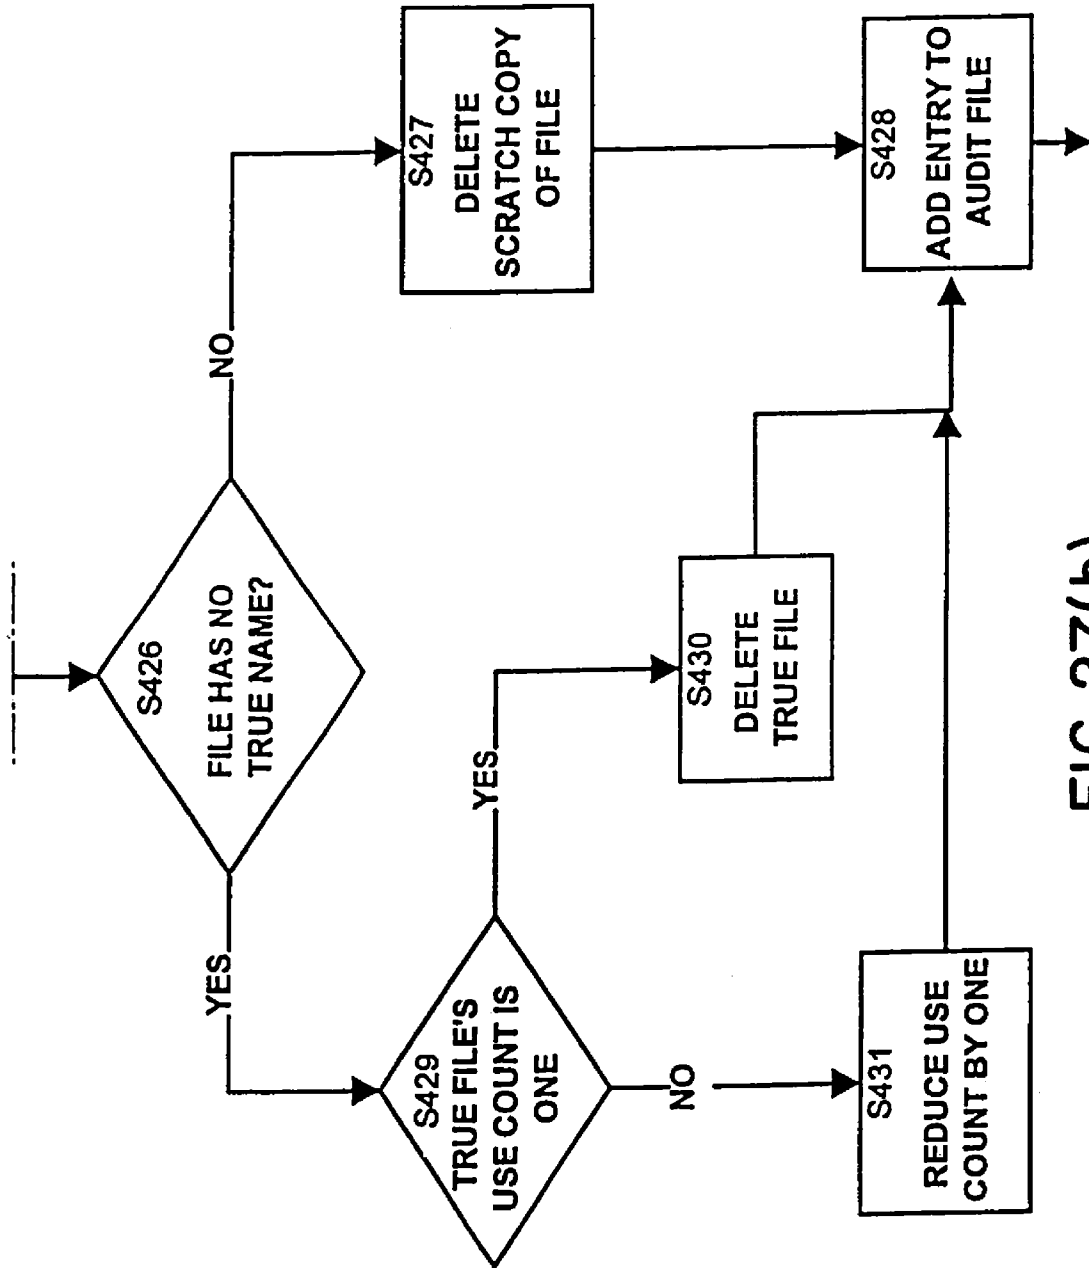 S426
FILE HAS NO
TRUE NAME?
YES
NO
S427
DELETE
SCRATCH COPY
OF FILE
S429
TRUE FILE'S
USE COUNT IS
ONE
YES
NO
S430
DELETE
TRUE FILE
S431
REDUCE USE
COUNT BY ONE
S428
ADD ENTRY TO
AUDIT FILE
FIG. 27(b)